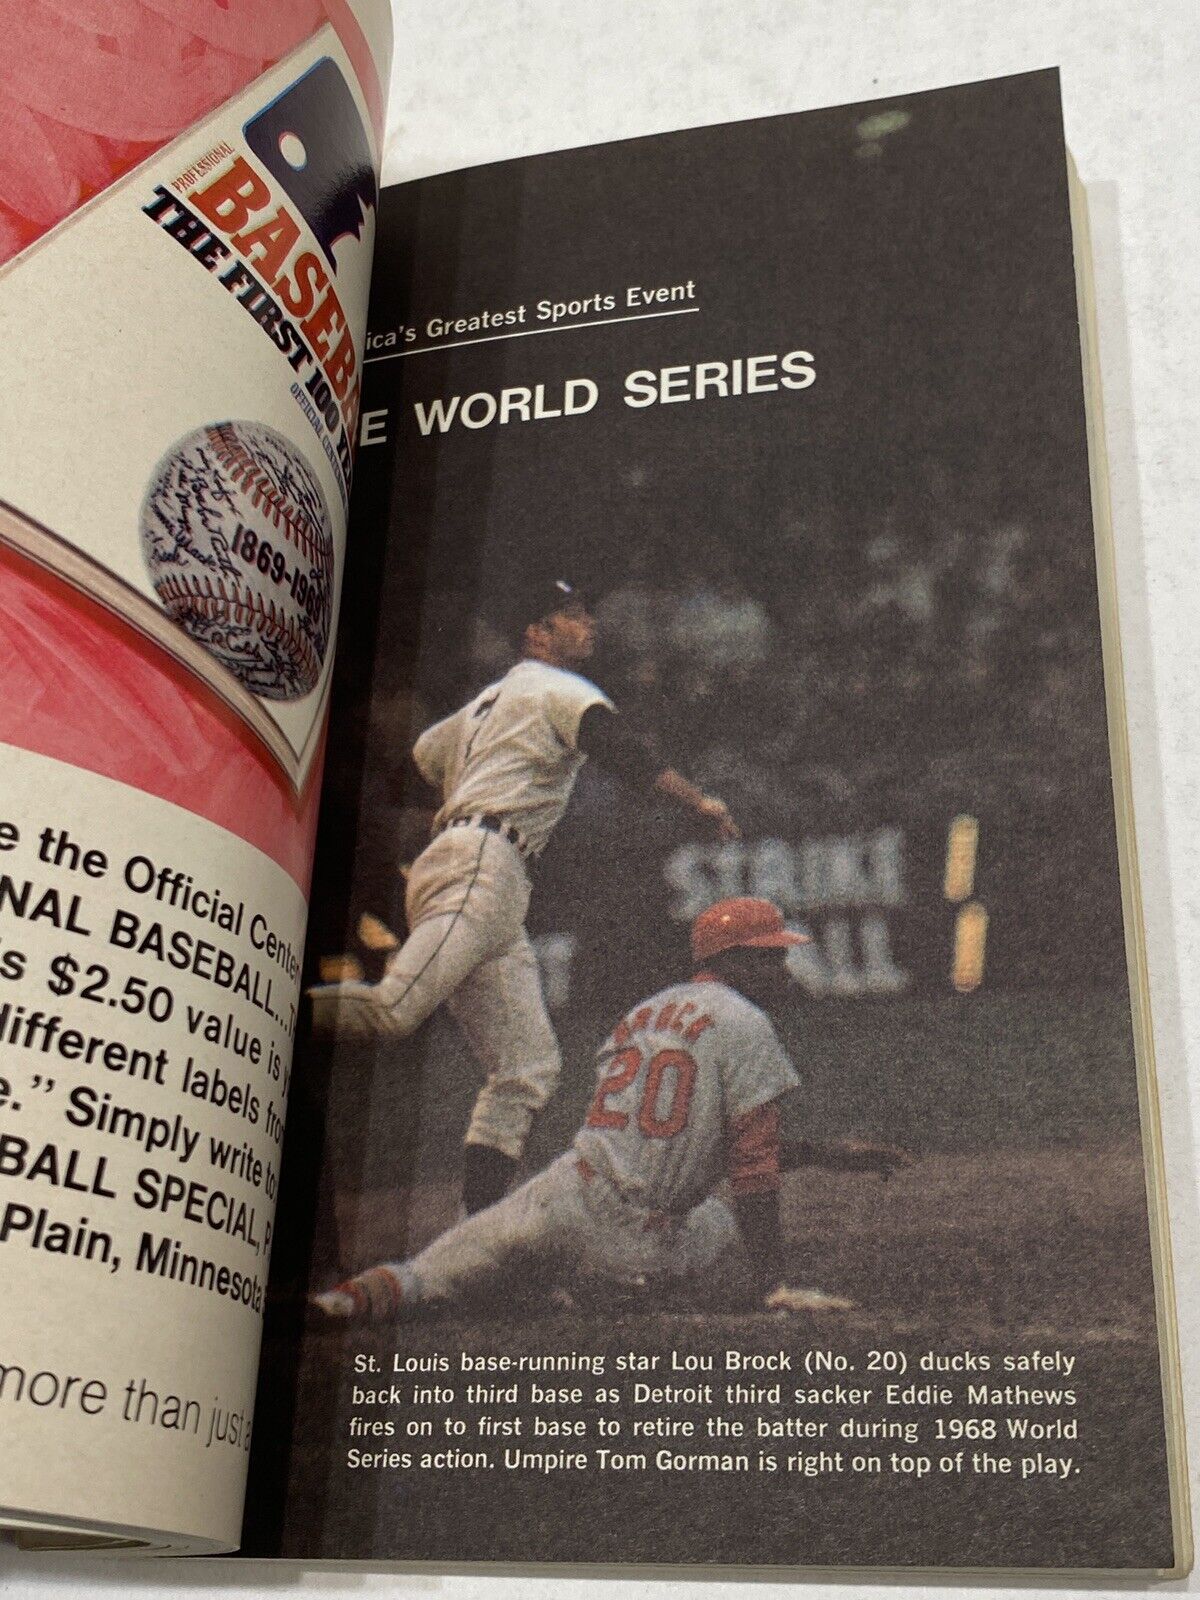 PROFESSIONAL
BASEBALL
THE FIRST 100
OFFICIAL
1869-1969
the Official
NAL BASEBALL...
$2.50 value is
different labels
Simply write to
BALL SPECIAL,
Plain, Minnesota
more than just
ica's Greatest Sports Event
E WORLD SERIES
STRIKE
BALL
BROCK
20
St. Louis base-running star Lou Brock (No. 20) ducks safely
back into third base as Detroit third sacker Eddie Mathews
fires on to first base to retire the batter during 1968 World
Series action. Umpire Tom Gorman is right on top of the play.